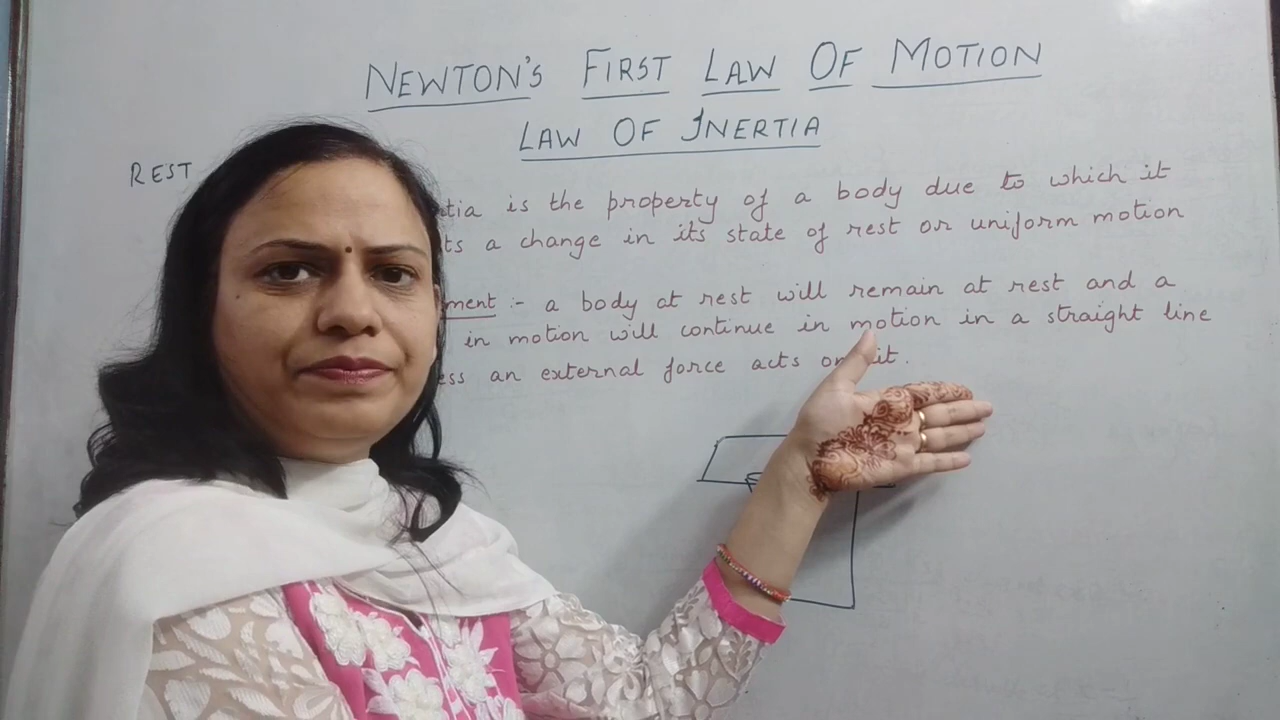 NEWTON'S FIRST LAW OF MOTION
LAW OF INERTIA
REST
tia is the property of a body due to which it
ts a change in its state of rest or uniform motion
ment :- a body at rest will remain at rest and a
in motion will continue in motion in a straight line
ess an external force acts on it.